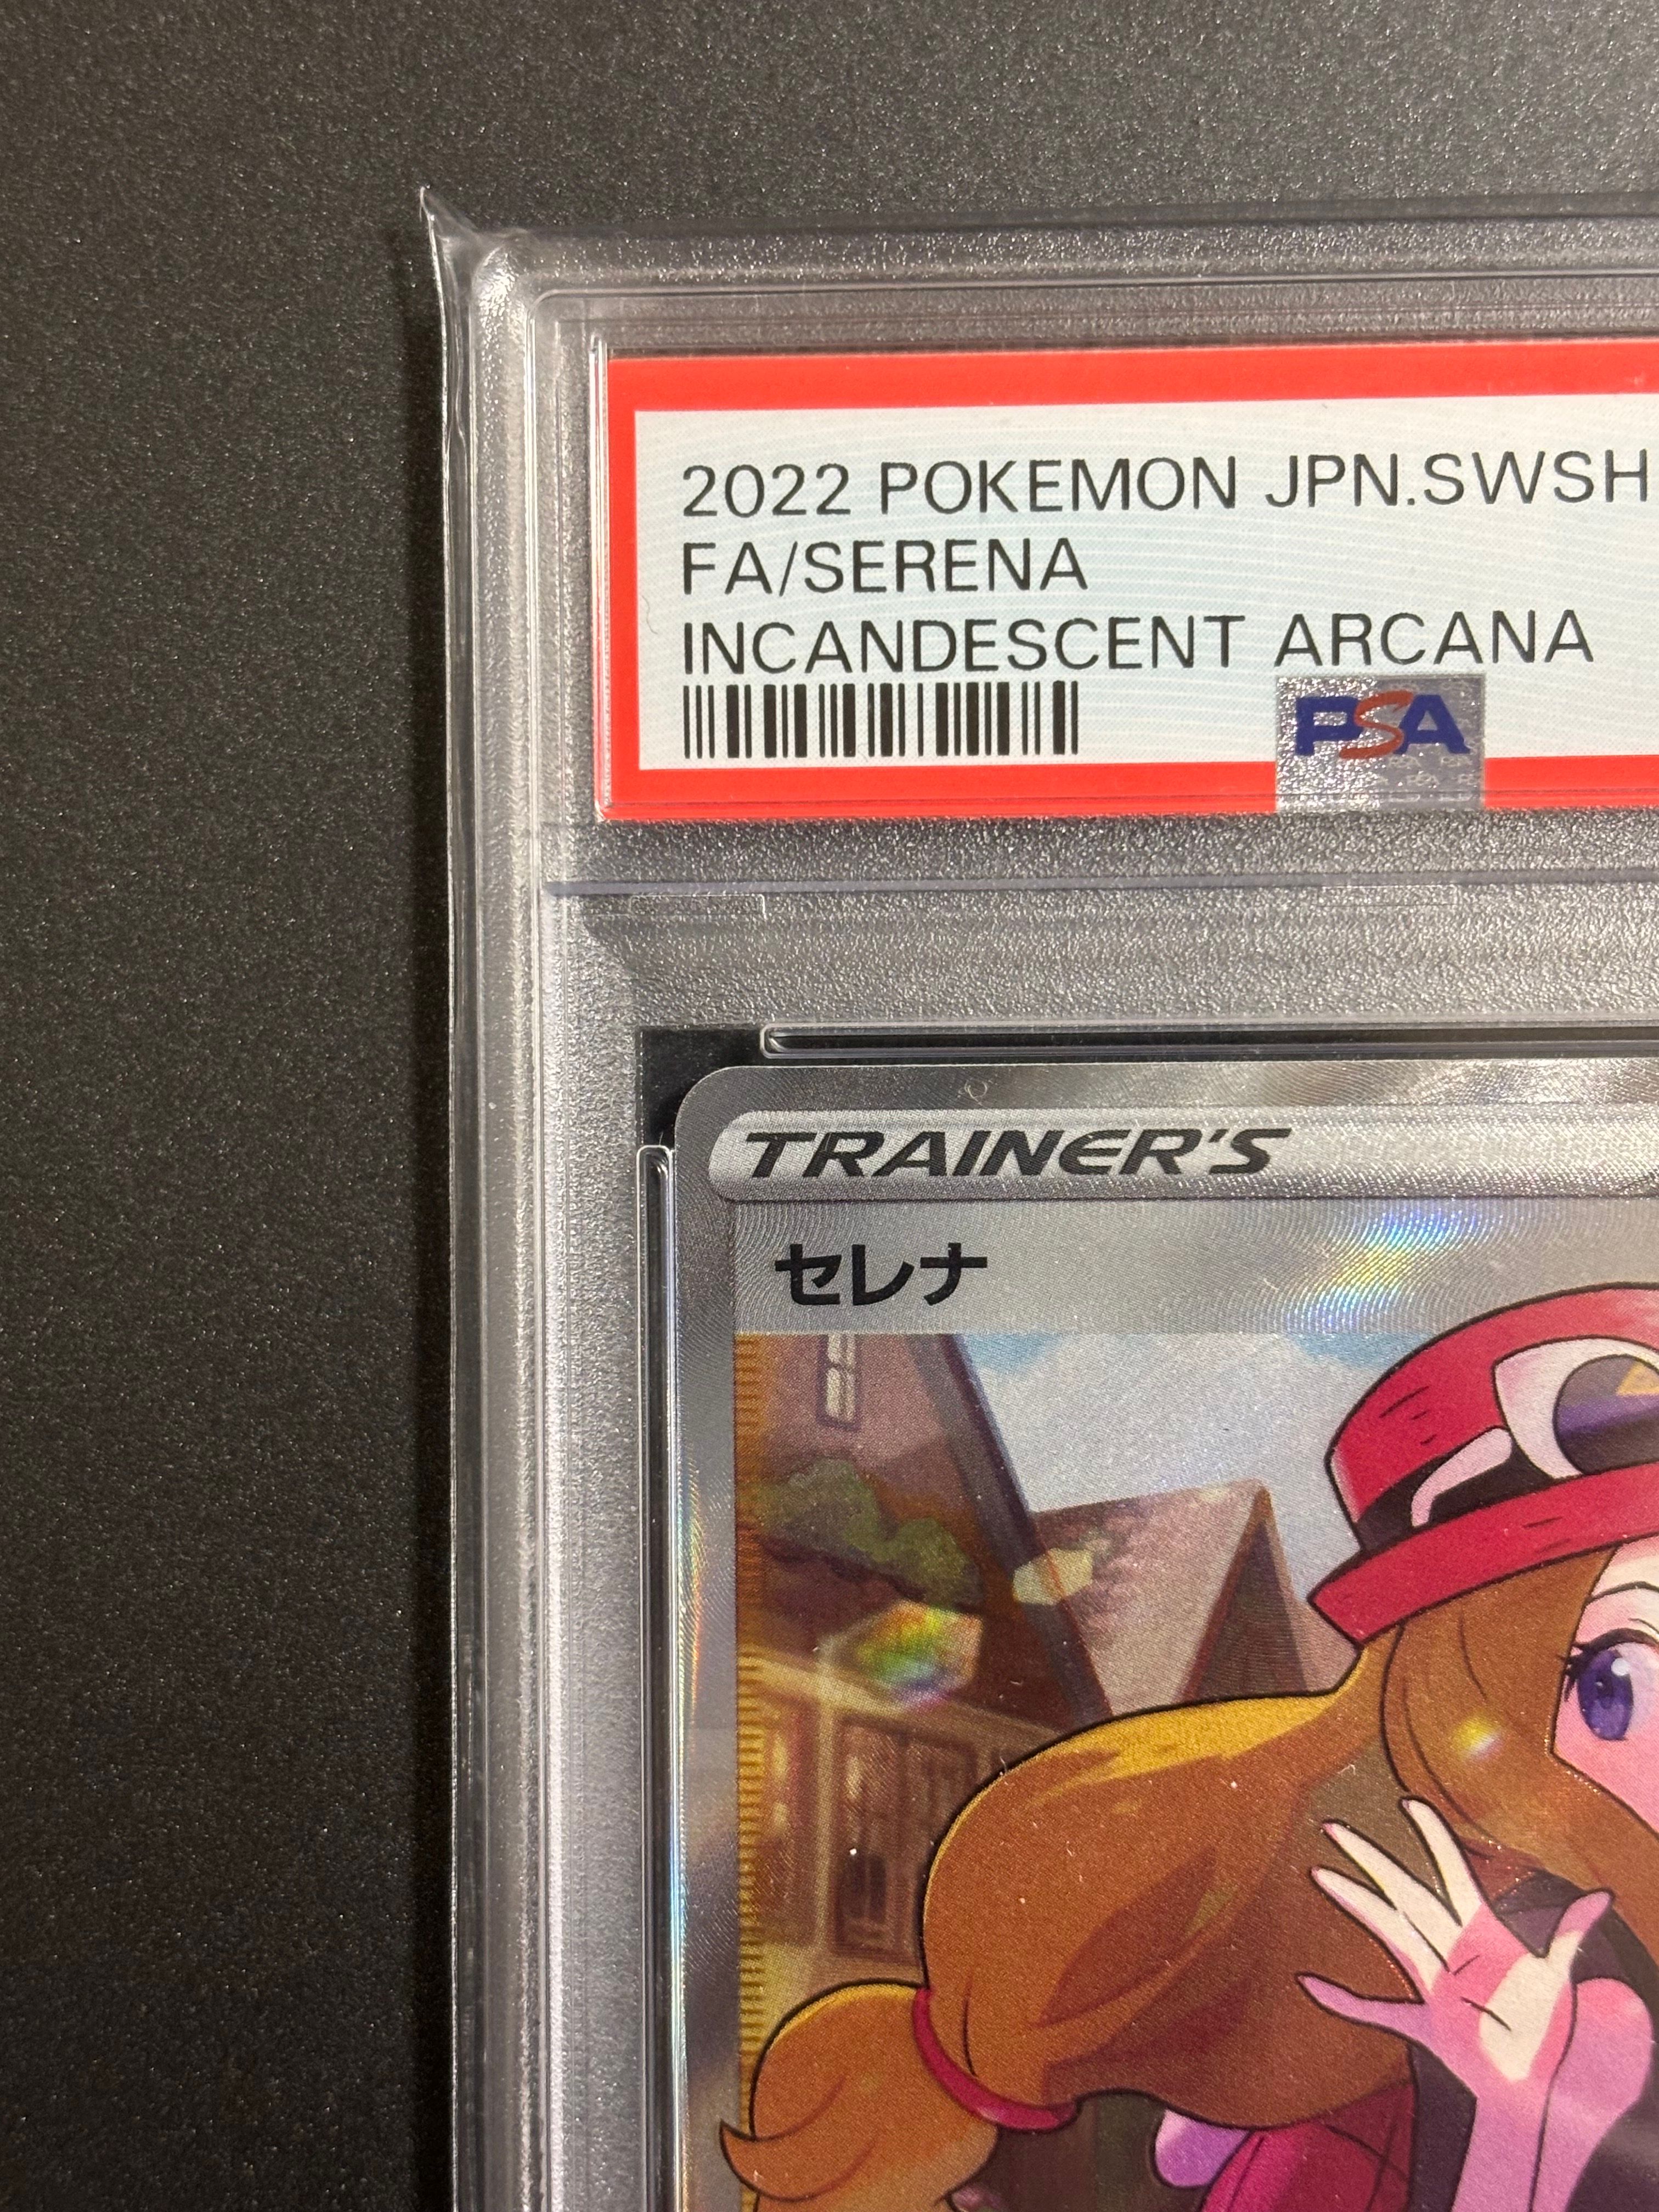 2022 POKEMON JPN.SWSH
FA/SERENA
INCANDESCENT ARCANA
PSA
TRAINER'S
セレナ